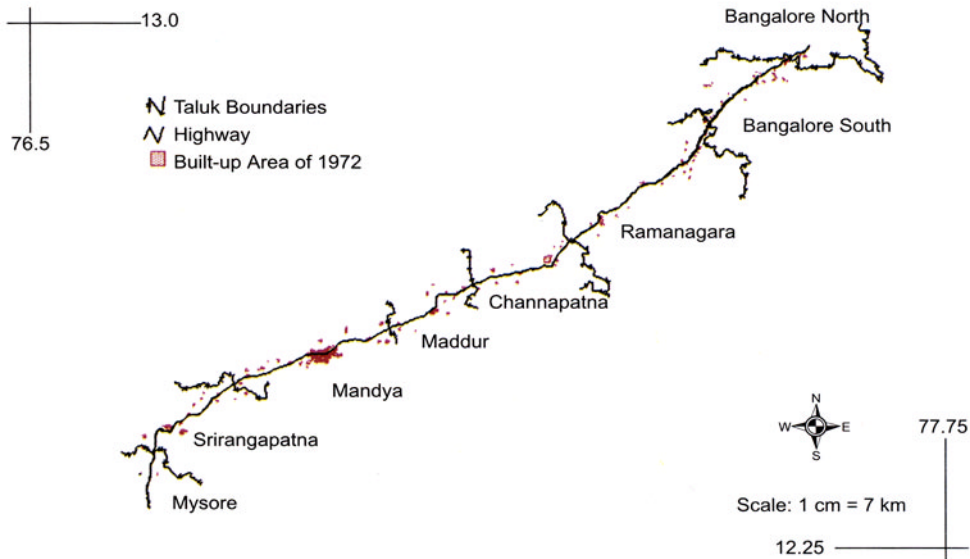 Bangalore North
13.0
Taluk Boundaries
Highway
Built-up Area of 1972
76.5
Bangalore South
Ramanagara
Channapatna
Maddur
Mandya
Srirangapatna
Mysore
N
W E
S
77.75
Scale: 1 cm = 7 km
12.25